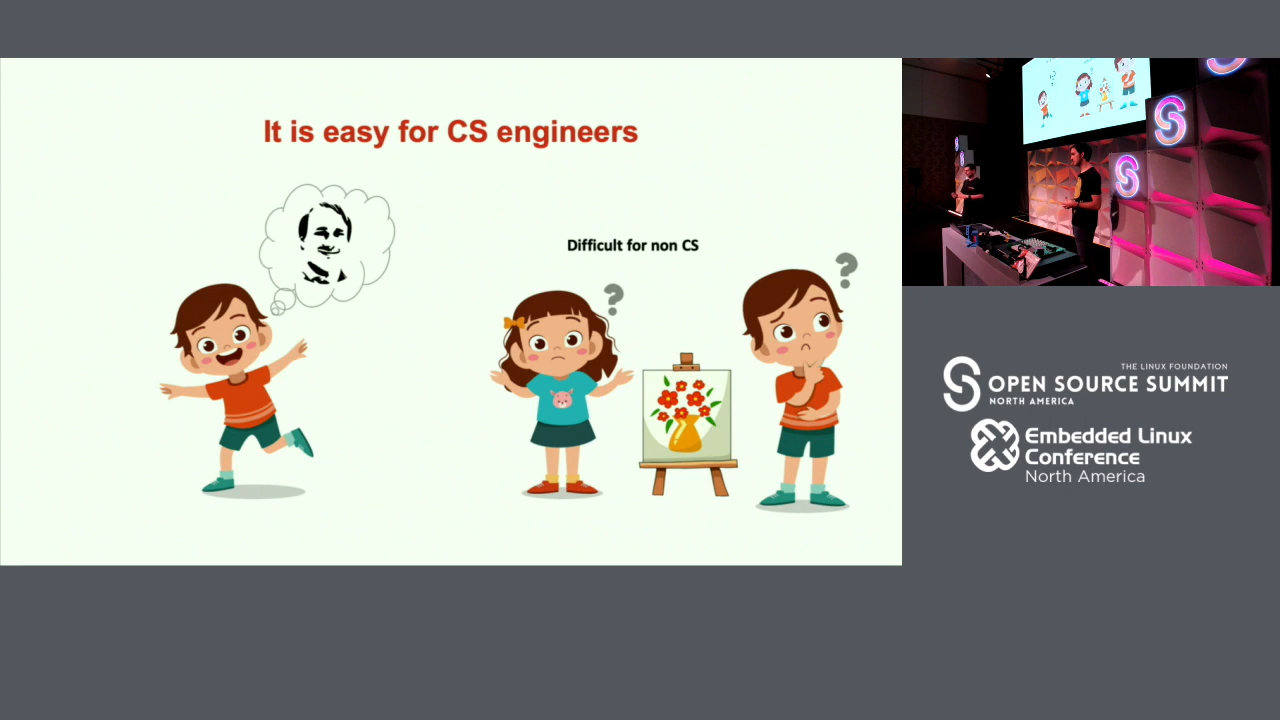 It is easy for CS engineers
Difficult for non CS
?
?
THE LINUX FOUNDATION
OPEN SOURCE SUMMIT
NORTH AMERICA
Embedded Linux
Conference
North America